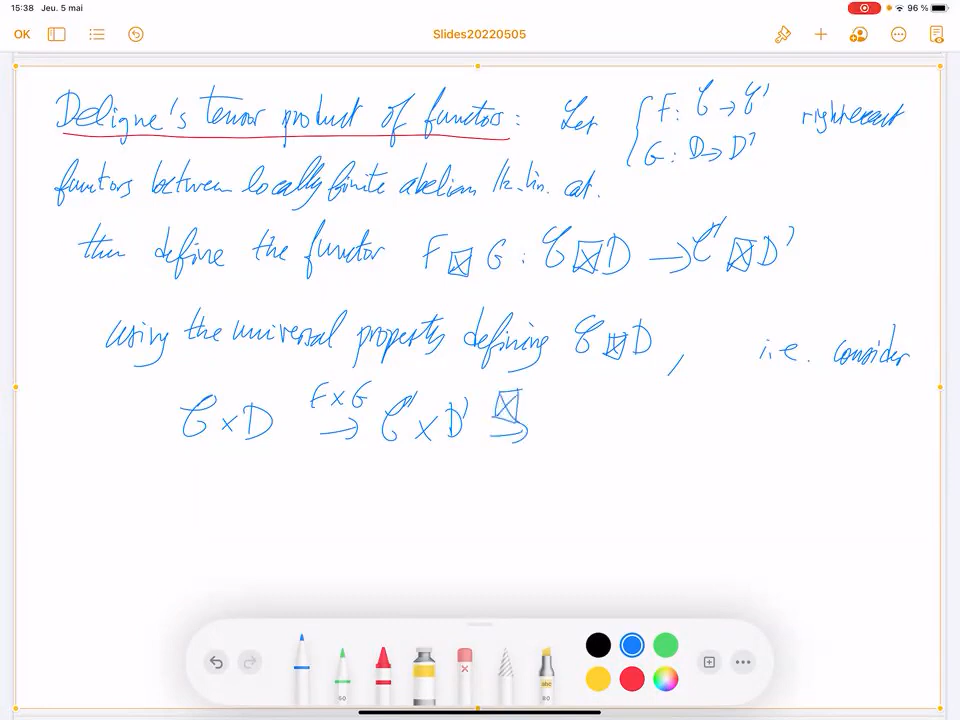 15:38 Jeu. 5 mai 96 %
OK Slides20220505
Deligne's tensor product of functors : Let { F : C → C' right exact
G : D → D'
functors between locally finite abelian lk-lin. cat.
then define the functor F ⊠ G : C ⊠ D → C' ⊠ D'
using the universal property defining C ⊠ D , i.e. consider
F × G ⊠
C × D → C' × D' →